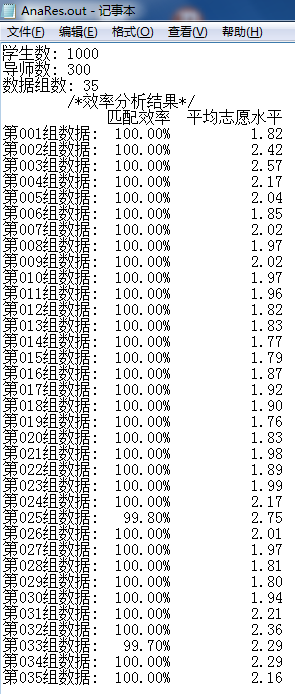 AnaRes.out - 记事本
文件(F) 编辑(E) 格式(O) 查看(V) 帮助(H)
学生数: 1000
导师数: 300
数据组数: 35
/*效率分析结果*/
匹配效率 平均志愿水平
第001组数据: 100.00% 1.82
第002组数据: 100.00% 2.42
第003组数据: 100.00% 2.57
第004组数据: 100.00% 2.17
第005组数据: 100.00% 2.04
第006组数据: 100.00% 1.85
第007组数据: 100.00% 2.02
第008组数据: 100.00% 1.97
第009组数据: 100.00% 2.02
第010组数据: 100.00% 1.97
第011组数据: 100.00% 1.96
第012组数据: 100.00% 1.82
第013组数据: 100.00% 1.83
第014组数据: 100.00% 1.77
第015组数据: 100.00% 1.79
第016组数据: 100.00% 1.87
第017组数据: 100.00% 1.92
第018组数据: 100.00% 1.90
第019组数据: 100.00% 1.76
第020组数据: 100.00% 1.83
第021组数据: 100.00% 1.98
第022组数据: 100.00% 1.89
第023组数据: 100.00% 1.99
第024组数据: 100.00% 2.17
第025组数据: 99.80% 2.75
第026组数据: 100.00% 2.01
第027组数据: 100.00% 1.97
第028组数据: 100.00% 1.81
第029组数据: 100.00% 1.80
第030组数据: 100.00% 1.94
第031组数据: 100.00% 2.21
第032组数据: 100.00% 2.36
第033组数据: 99.70% 2.29
第034组数据: 100.00% 2.29
第035组数据: 100.00% 2.16